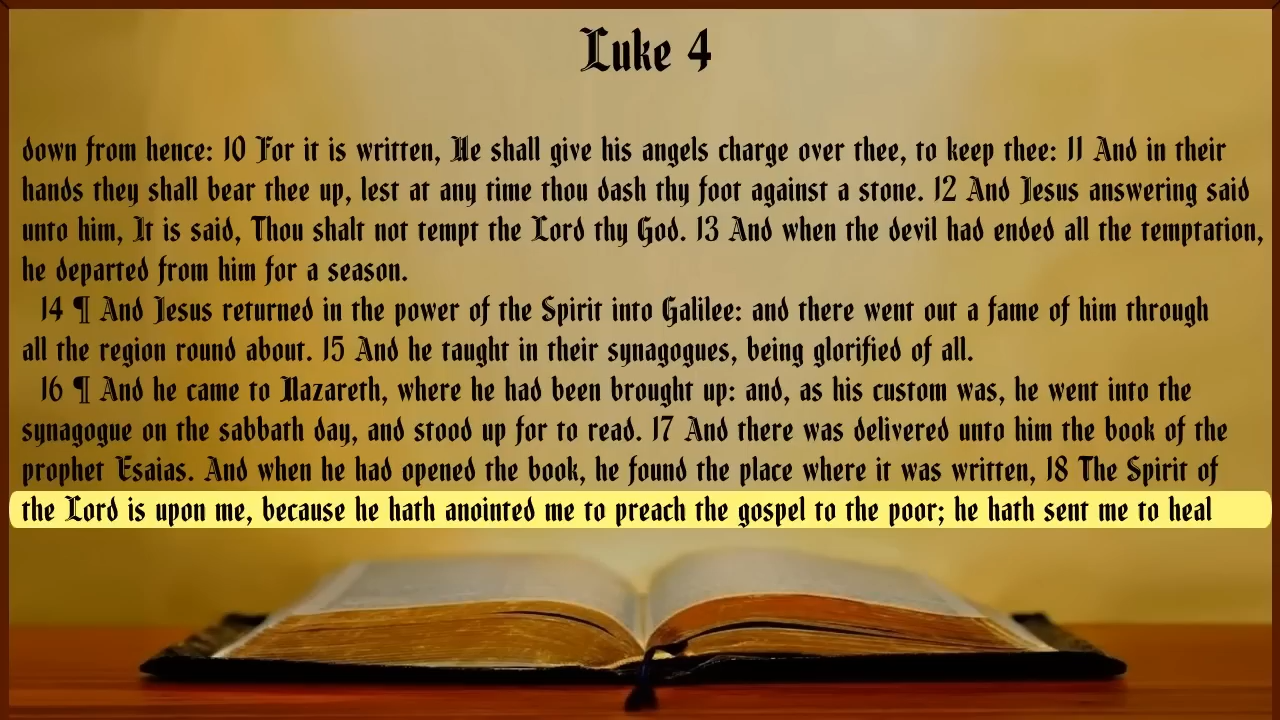 Luke 4
down from hence: 10 For it is written, He shall give his angels charge over thee, to keep thee: 11 And in their
hands they shall bear thee up, lest at any time thou dash thy foot against a stone. 12 And Jesus answering said
unto him, It is said, Thou shalt not tempt the Lord thy God. 13 And when the devil had ended all the temptation,
he departed from him for a season.
14 ¶ And Jesus returned in the power of the Spirit into Galilee: and there went out a fame of him through
all the region round about. 15 And he taught in their synagogues, being glorified of all.
16 ¶ And he came to Nazareth, where he had been brought up: and, as his custom was, he went into the
synagogue on the sabbath day, and stood up for to read. 17 And there was delivered unto him the book of the
prophet Esaias. And when he had opened the book, he found the place where it was written, 18 The Spirit of
the Lord is upon me, because he hath anointed me to preach the gospel to the poor; he hath sent me to heal